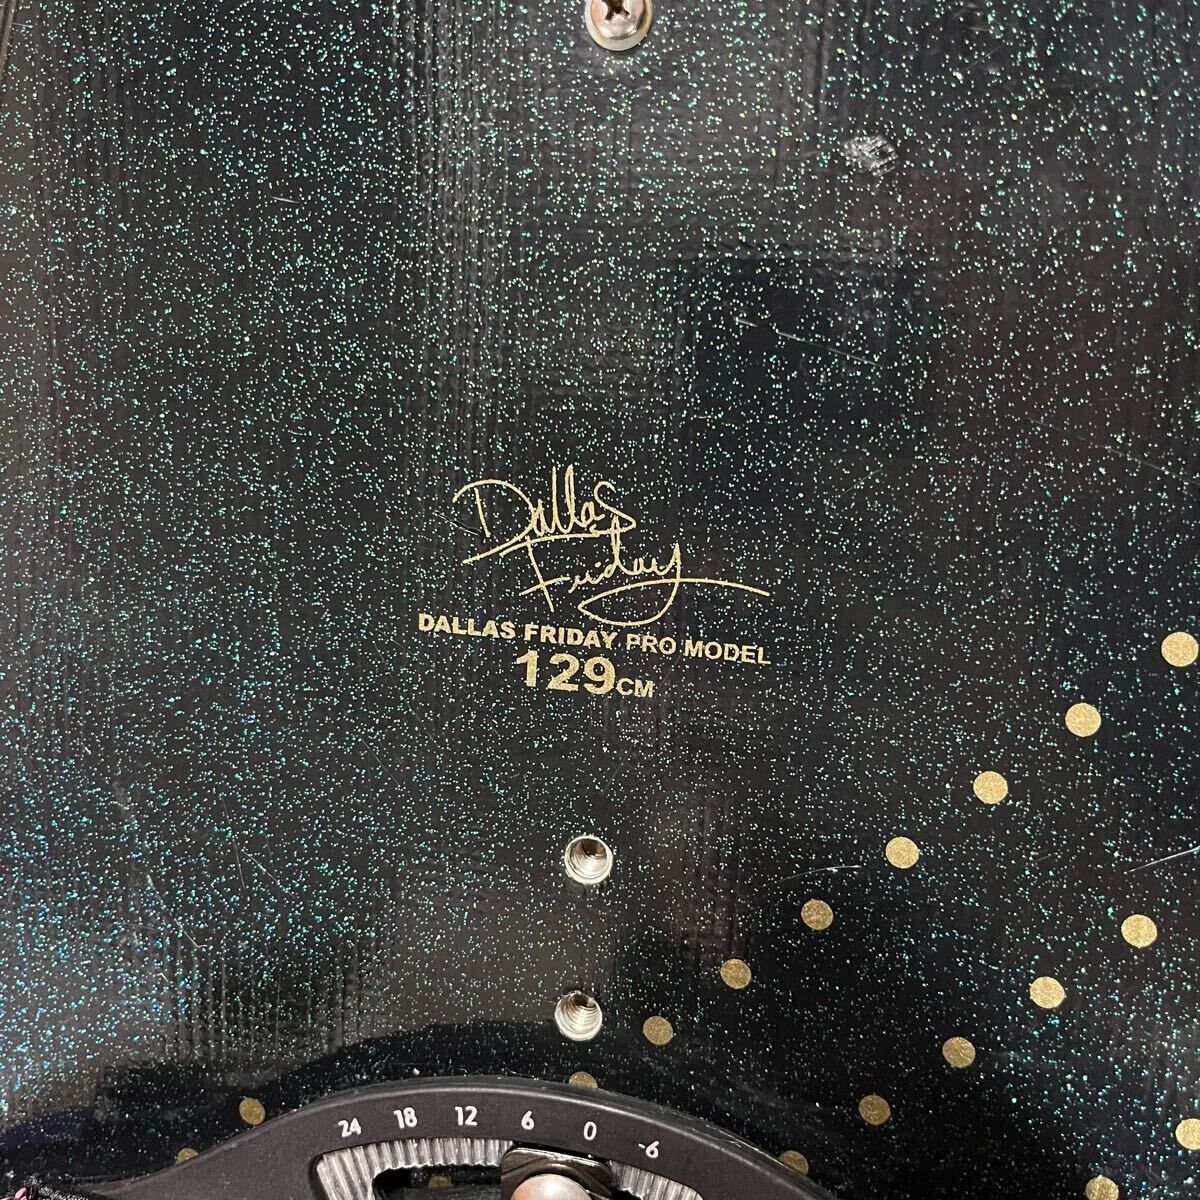 Dallas
Friday
DALLAS FRIDAY PRO MODEL
129CM
24 18 12 6 0 -6